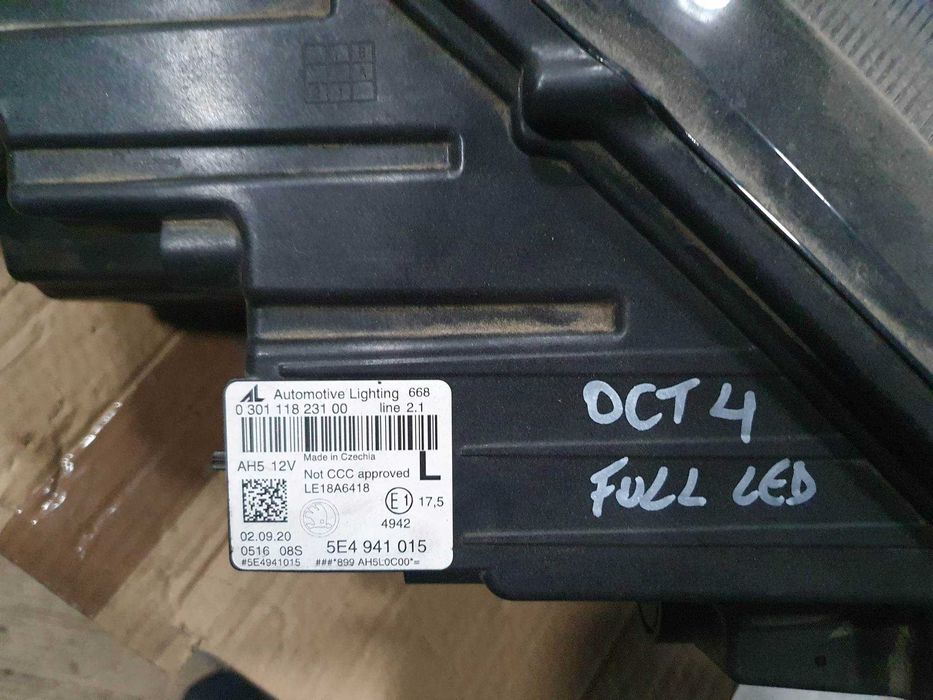 AL Automotive Lighting 668
0 301 118 231 00 line 2.1
Made in Czechia
AH5 12V Not CCC approved L
LE18A6418
E1 17,5
4942
02.09.20
0516 08S 5E4 941 015
#5E4941015 ###*899 AH5L0C00*=
OCT 4
FULL LED